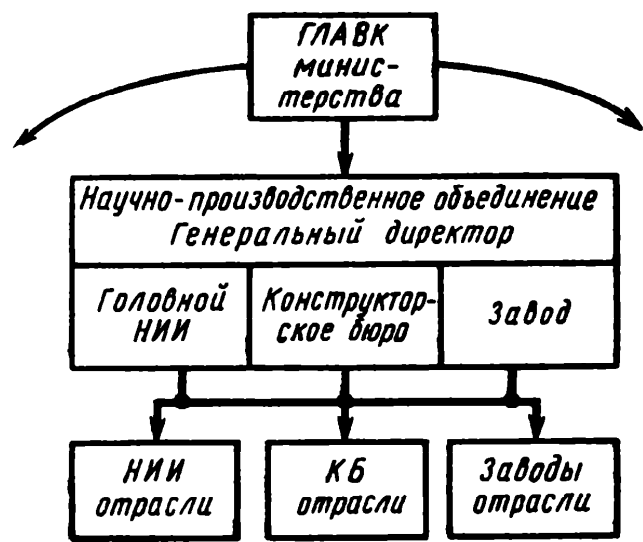 ГЛАВК
минис-
терства
Научно-производственное объединение
Генеральный директор
Головной
НИИ
Конструктор-
ское бюро
Завод
НИИ
отрасли
КБ
отрасли
Заводы
отрасли